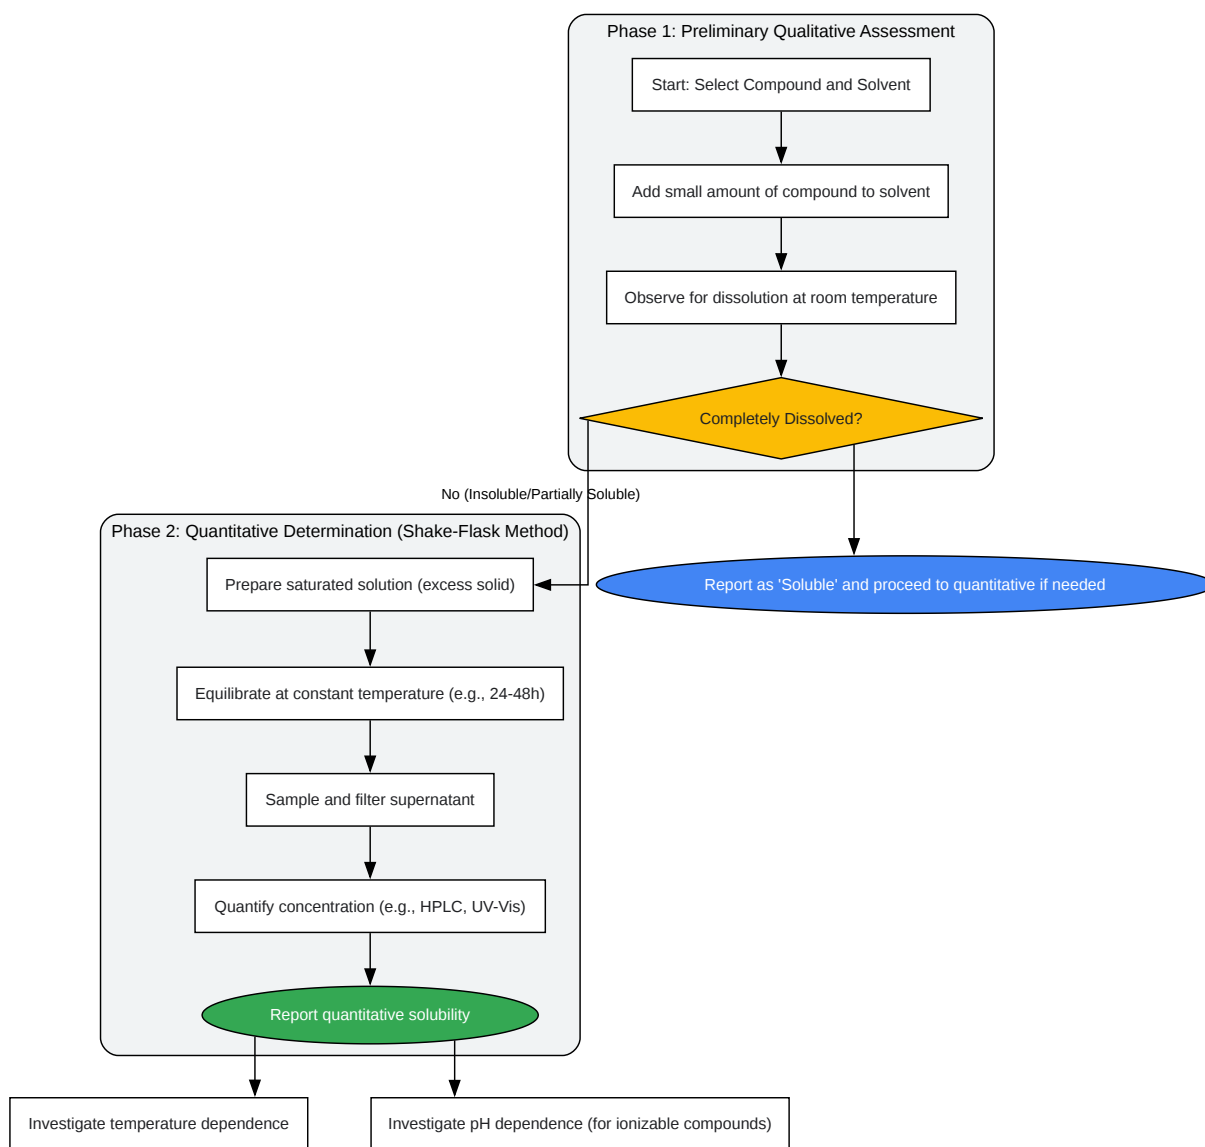 Phase 1: Preliminary Qualitative Assessment
Start: Select Compound and Solvent
Add small amount of compound to solvent
Observe for dissolution at room temperature
Completely Dissolved?
No (Insoluble/Partially Soluble)
Phase 2: Quantitative Determination (Shake-Flask Method)
Prepare saturated solution (excess solid)
Report as 'Soluble' and proceed to quantitative if needed
Equilibrate at constant temperature (e.g., 24-48h)
Sample and filter supernatant
Quantify concentration (e.g., HPLC, UV-Vis)
Report quantitative solubility
Investigate temperature dependence
Investigate pH dependence (for ionizable compounds)